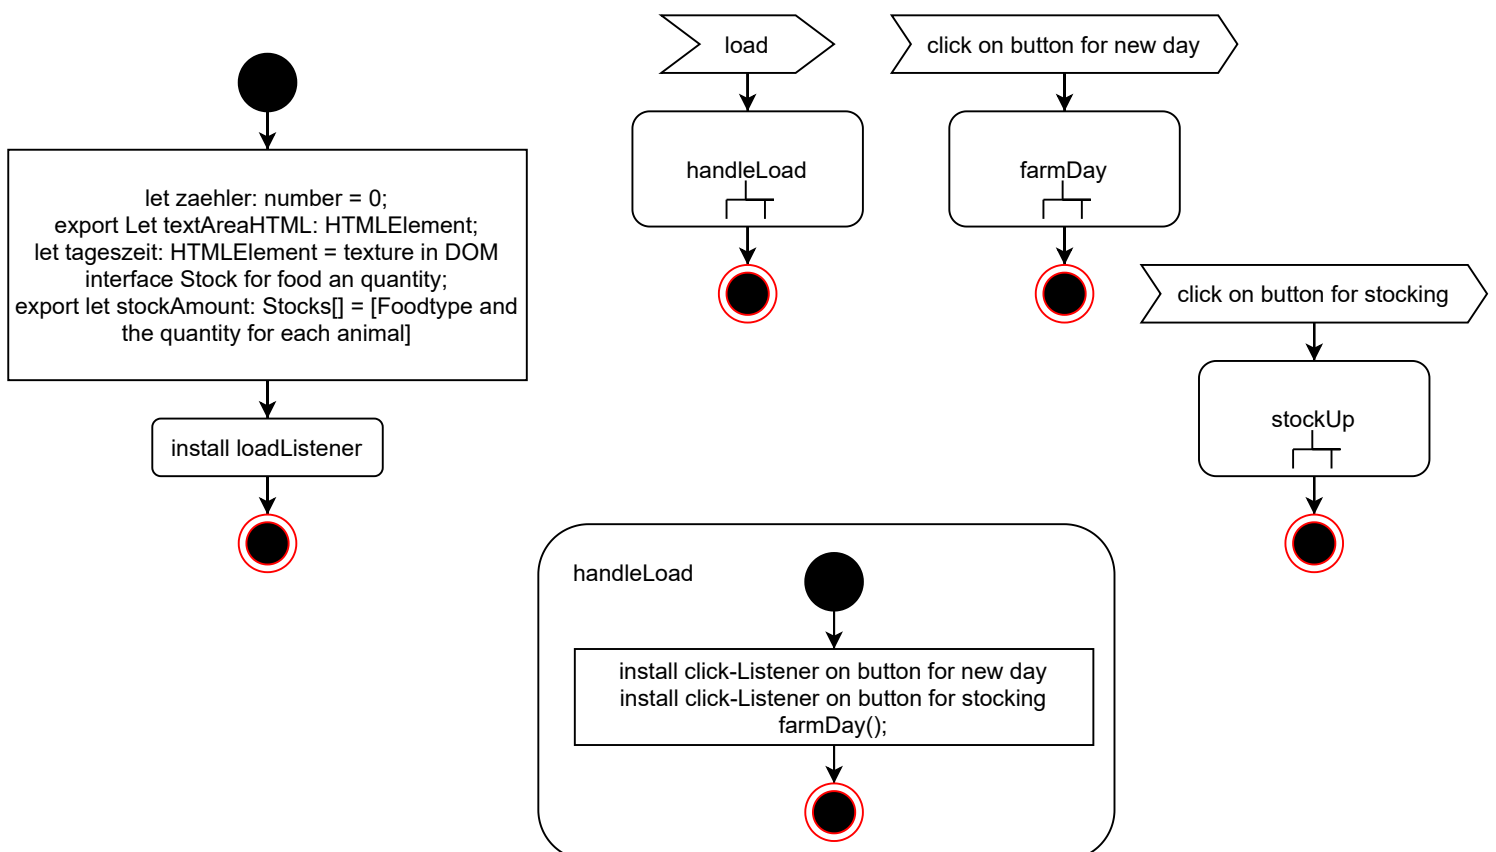 let zaehler: number = 0;
export Let textAreaHTML: HTMLElement;
let tageszeit: HTMLElement = texture in DOM
interface Stock for food an quantity;
export let stockAmount: Stocks[] = [Foodtype and
the quantity for each animal]
install loadListener
load
handleLoad
click on button for new day
farmDay
click on button for stocking
stockUp
handleLoad
install click-Listener on button for new day
install click-Listener on button for stocking
farmDay();